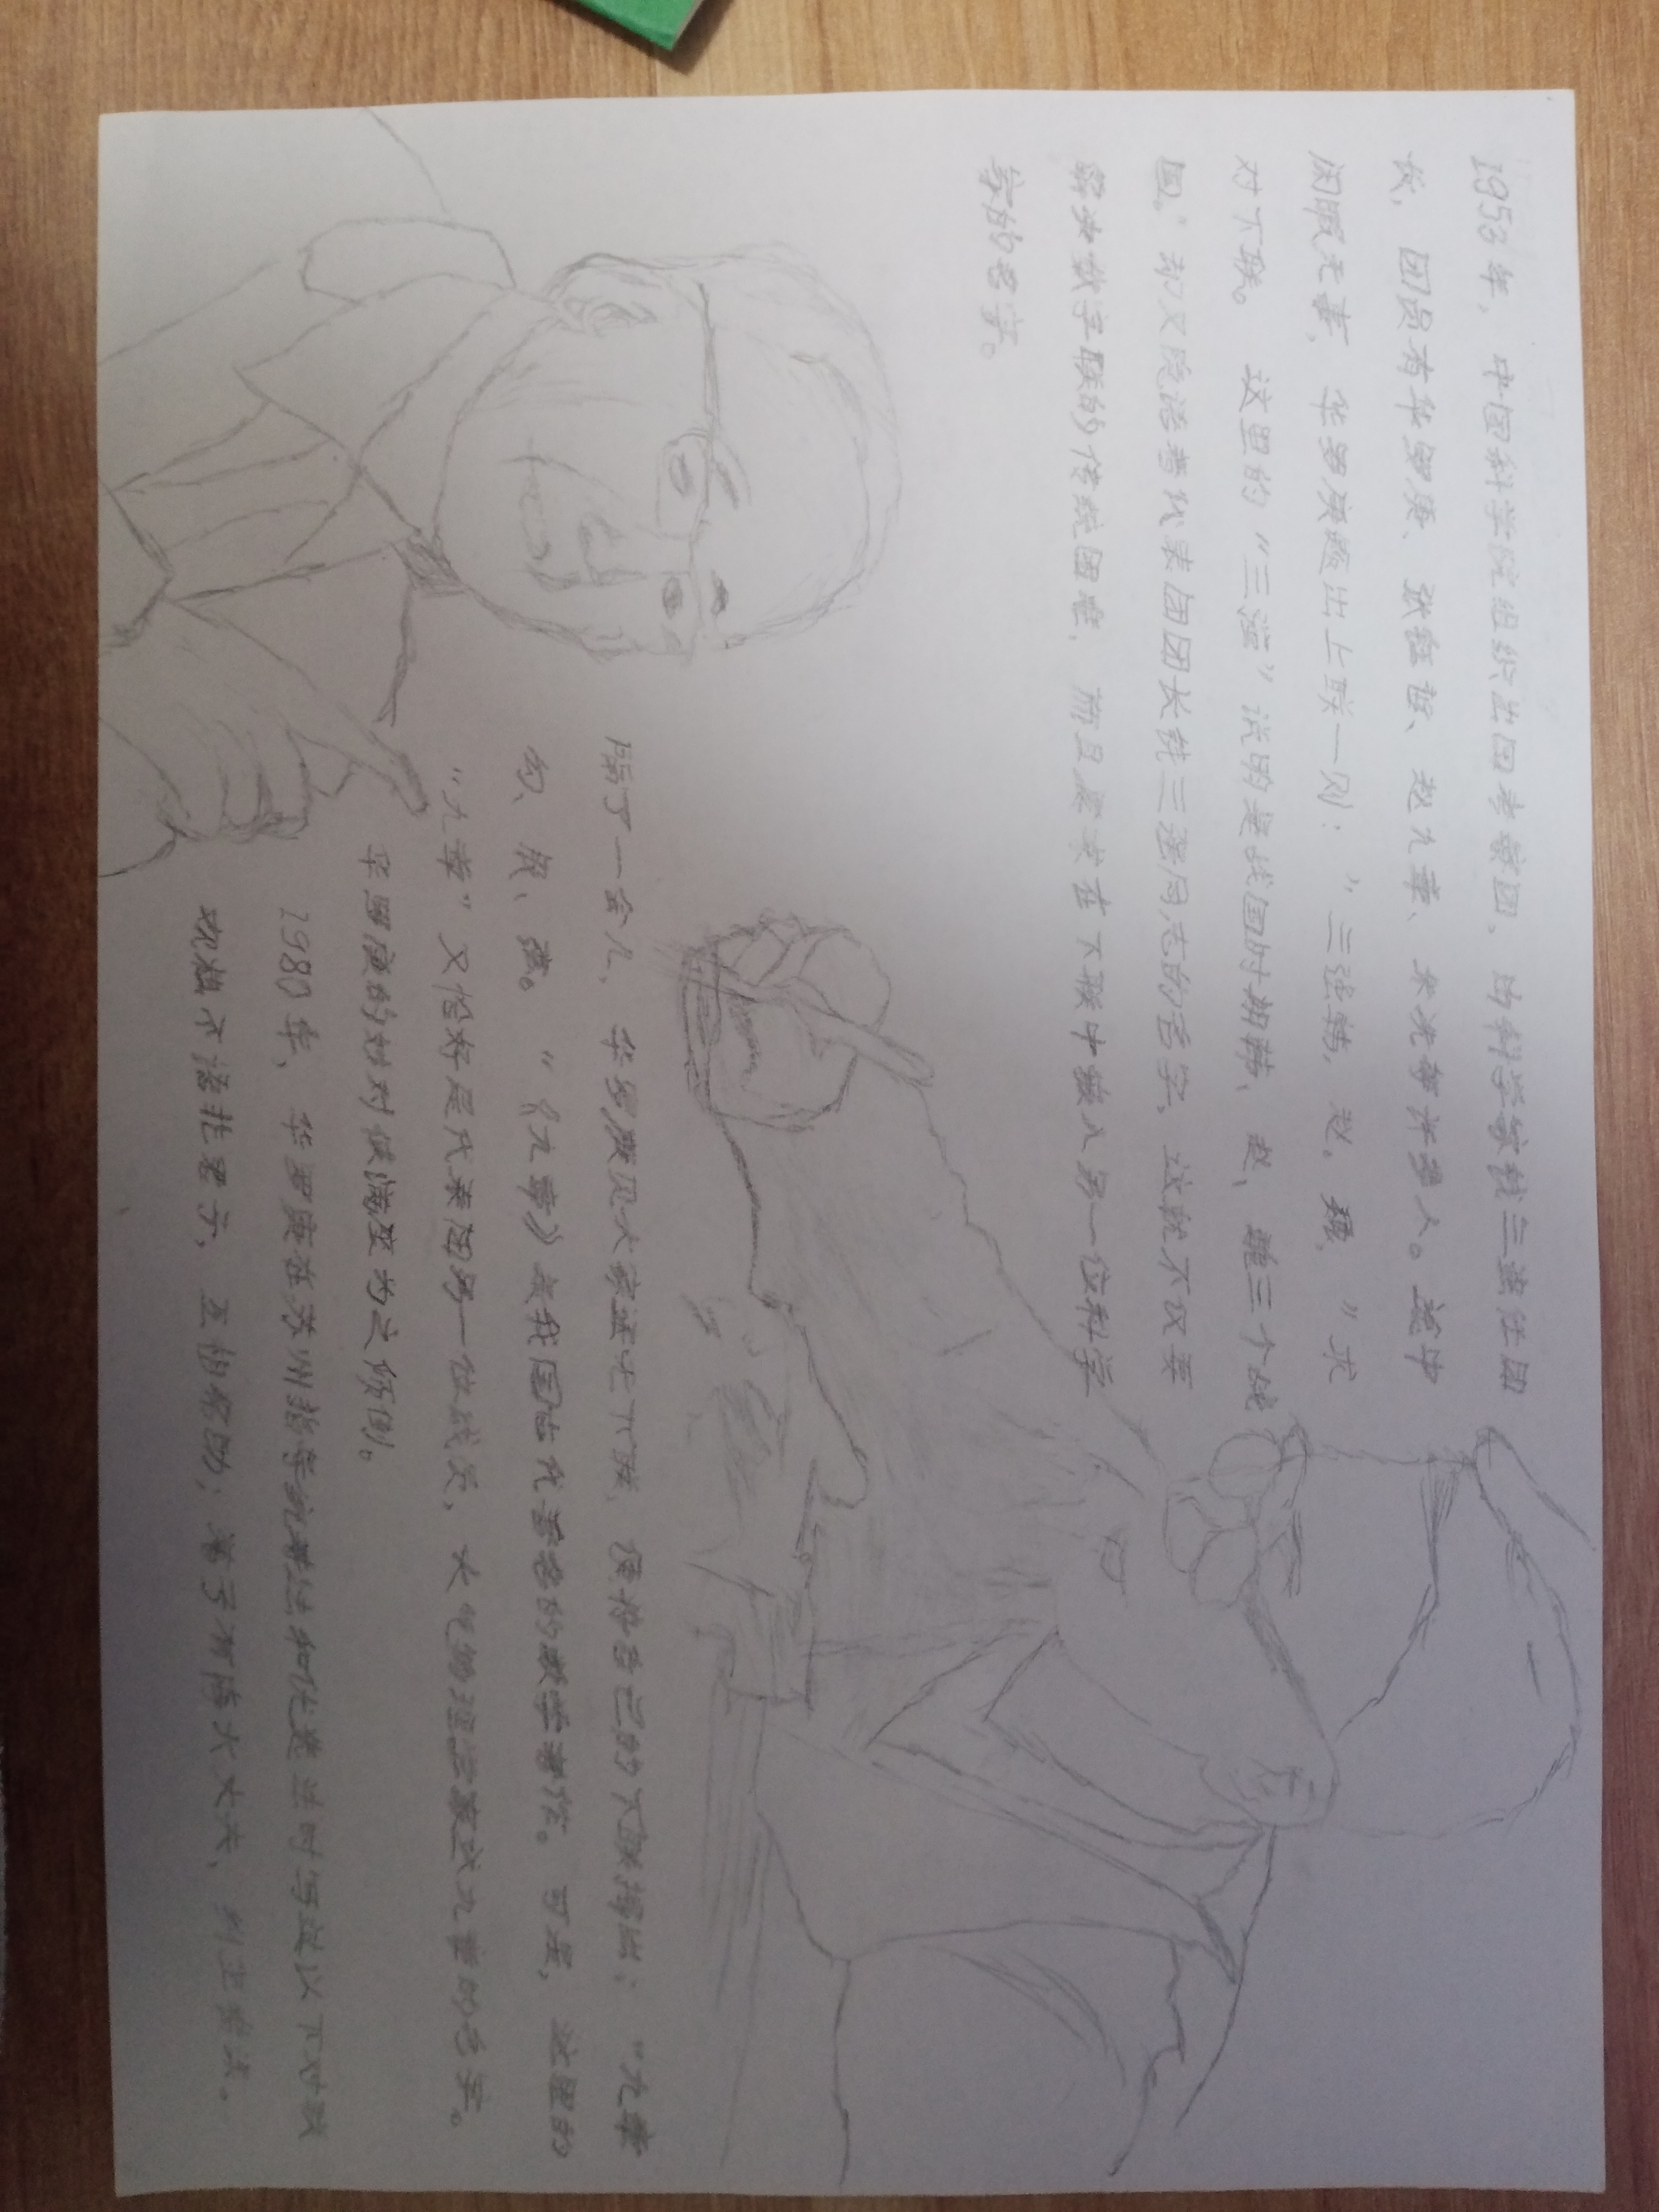 1953年，中国科学院组织出国考察团，由科学家钱三强任团
长，团员有华罗庚、张钰哲、赵九章、朱洗等许多人。途中
闲暇无事，华罗庚题出上联一则：”三强韩，赵。魏，”求
对下联。 这里的“三强”说明是战国时期韩、赵、魏三个战
国。却又隐语着代表团团长钱三强同志的名字，这就不仅要
解决数字联的传统困难，而且要求在下联中嵌入另一位科学
家的名字。
隔了一会儿，华罗庚见大家还无下联，便将自己的下联揭出：“九章
勾、股、弦。“《九章》是我国古代著名的数学著作。可是，这里的
“九章”又恰好是代表团另一位成员，大气物理学家赵九章的名字。
华罗庚的妙对使满座为之倾倒。
1980年，华罗庚在苏州指导统筹法和优选法时写过以下对联
观棋不语非君子，互相帮助；落子有悔大丈夫，纠正错误。